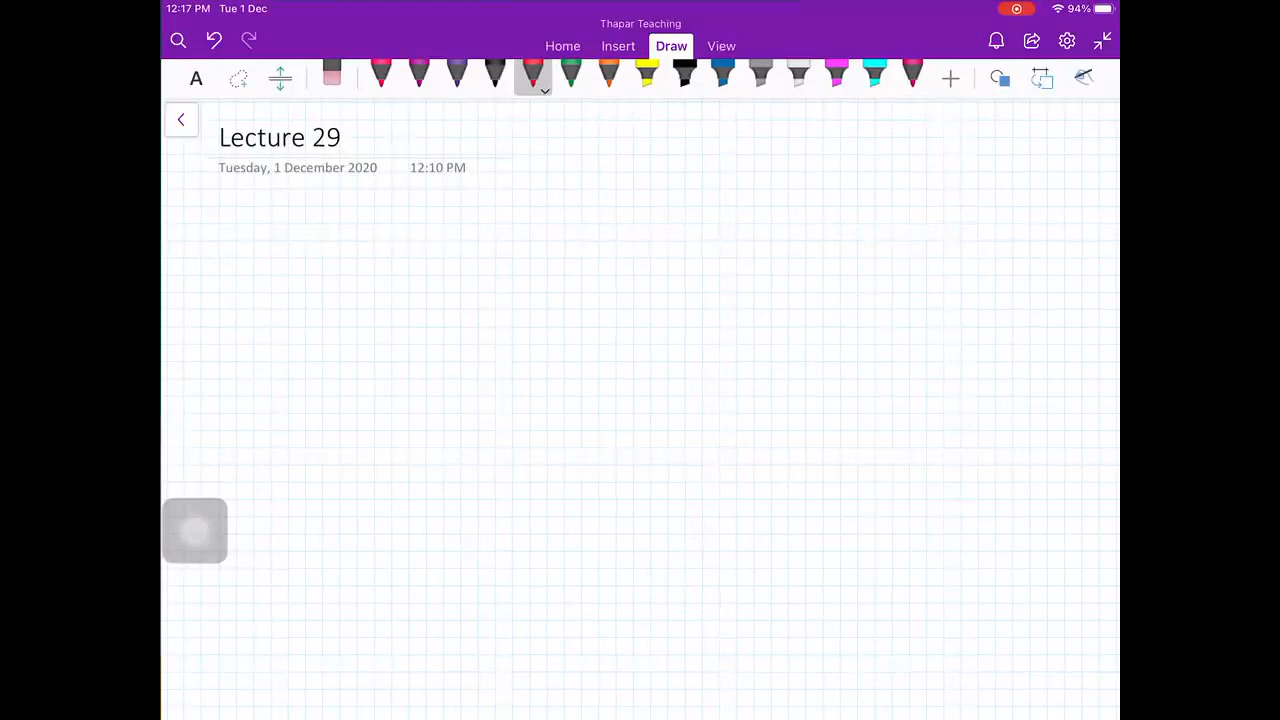 12:17 PM Tue 1 Dec 94%
Thapar Teaching
Home Insert Draw View
A
Lecture 29
Tuesday, 1 December 2020 12:10 PM